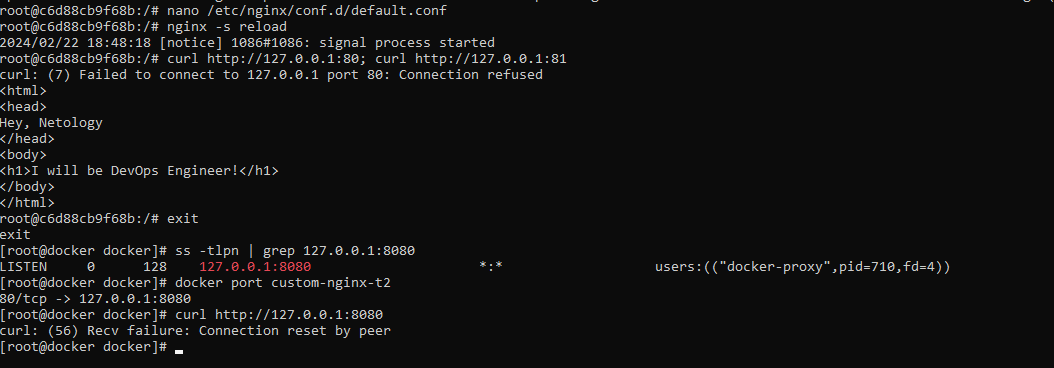 root@c6d88cb9f68b:/# nano /etc/nginx/conf.d/default.conf
root@c6d88cb9f68b:/# nginx -s reload
2024/02/22 18:48:18 [notice] 1086#1086: signal process started
root@c6d88cb9f68b:/# curl http://127.0.0.1:80; curl http://127.0.0.1:81
curl: (7) Failed to connect to 127.0.0.1 port 80: Connection refused
<html>
<head>
Hey, Netology
</head>
<body>
<h1>I will be DevOps Engineer!</h1>
</body>
</html>
root@c6d88cb9f68b:/# exit
exit
[root@docker docker]# ss -tlpn | grep 127.0.0.1:8080
LISTEN     0      128    127.0.0.1:8080                     *:*                   users:(("docker-proxy",pid=710,fd=4))
[root@docker docker]# docker port custom-nginx-t2
80/tcp -> 127.0.0.1:8080
[root@docker docker]# curl http://127.0.0.1:8080
curl: (56) Recv failure: Connection reset by peer
[root@docker docker]#